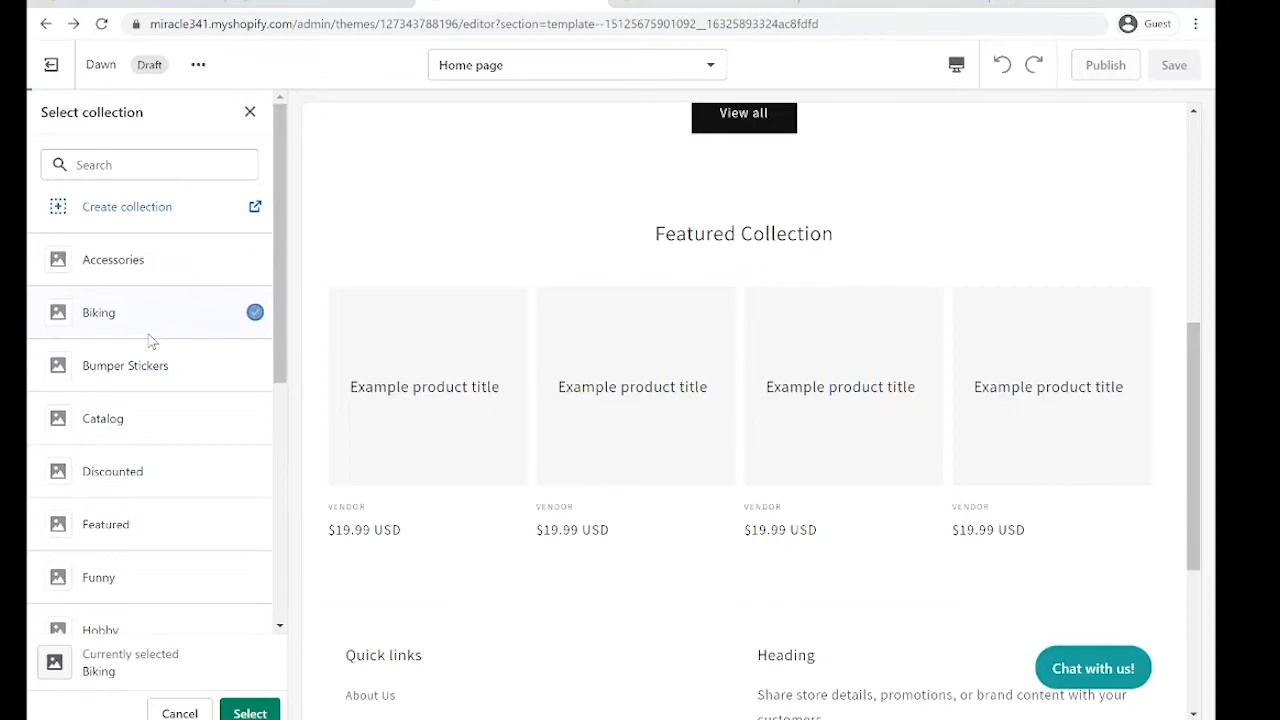 miracle341.myshopify.com/admin/themes/127343788196/editor?section=template--15125675901092__16325893324ac8fdfd
Guest
Dawn
Draft
Home page
Publish
Save
Select collection
Search
Create collection
Accessories
Biking
Bumper Stickers
Catalog
Discounted
Featured
Funny
Hobby
Currently selected
Biking
Cancel
Select
View all
Featured Collection
Example product title
Example product title
Example product title
Example product title
VENDOR
VENDOR
VENDOR
VENDOR
$19.99 USD
$19.99 USD
$19.99 USD
$19.99 USD
Quick links
Heading
About Us
Share store details, promotions, or brand content with your
customers.
Chat with us!